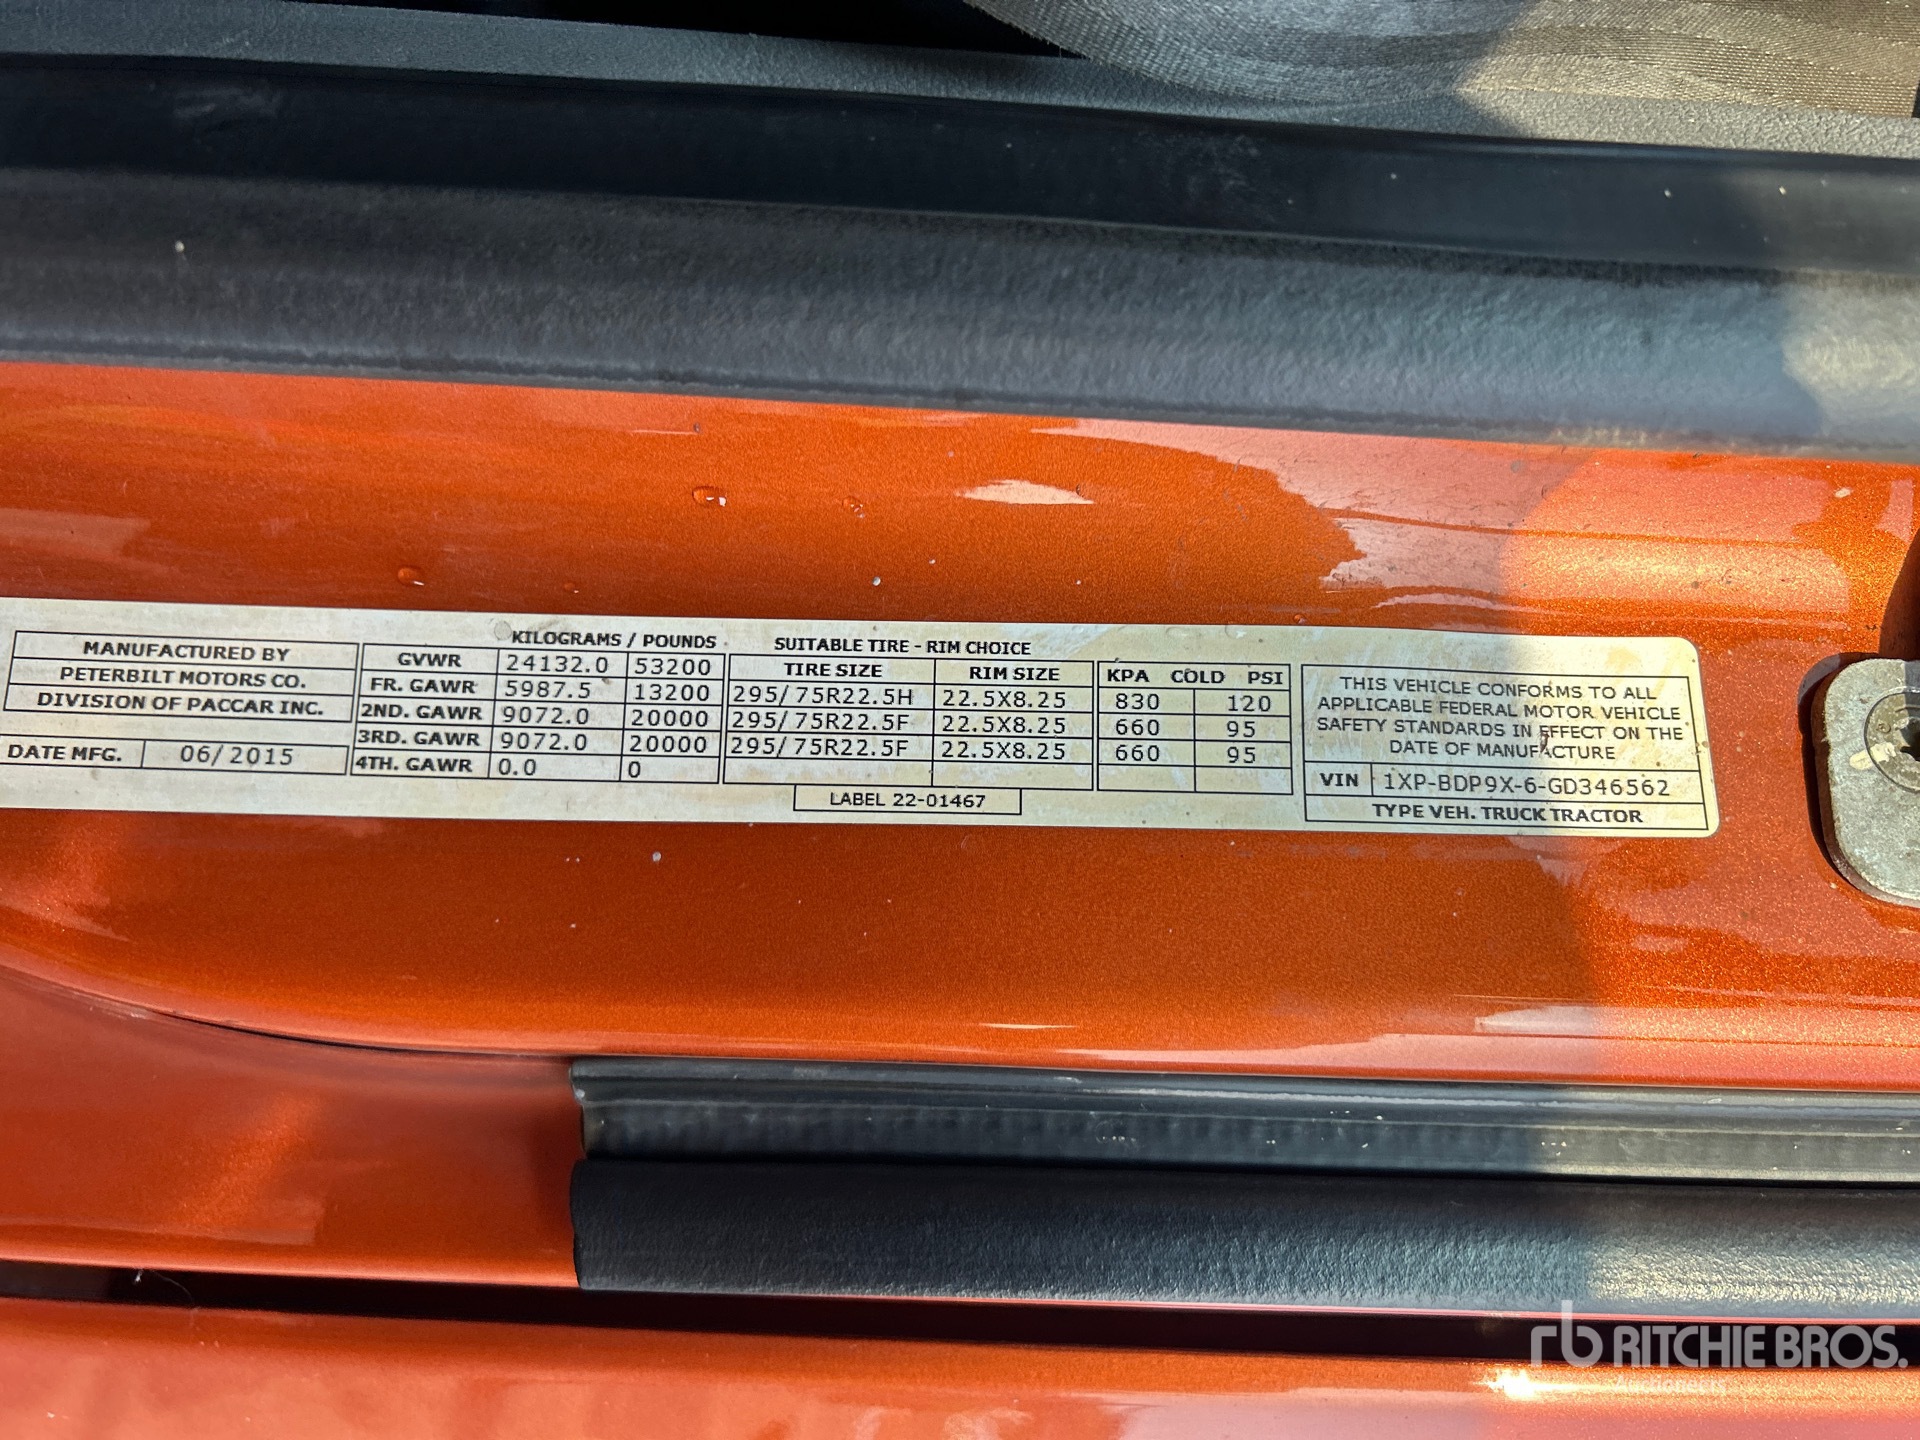 MANUFACTURED BY
PETERBILT MOTORS CO.
DIVISION OF PACCAR INC.
DATE MFG. 06/2015
KILOGRAMS / POUNDS
GVWR 24132.0 53200
FR. GAWR 5987.5 13200
2ND. GAWR 9072.0 20000
3RD. GAWR 9072.0 20000
4TH. GAWR 0.0 0
SUITABLE TIRE - RIM CHOICE
TIRE SIZE RIM SIZE
295/75R22.5H 22.5X8.25
295/75R22.5F 22.5X8.25
295/75R22.5F 22.5X8.25
LABEL 22-01467
KPA COLD PSI
830 120
660 95
660 95
THIS VEHICLE CONFORMS TO ALL
APPLICABLE FEDERAL MOTOR VEHICLE
SAFETY STANDARDS IN EFFECT ON THE
DATE OF MANUFACTURE
VIN 1XP-BDP9X-6-GD346562
TYPE VEH. TRUCK TRACTOR
rb RITCHIE BROS.